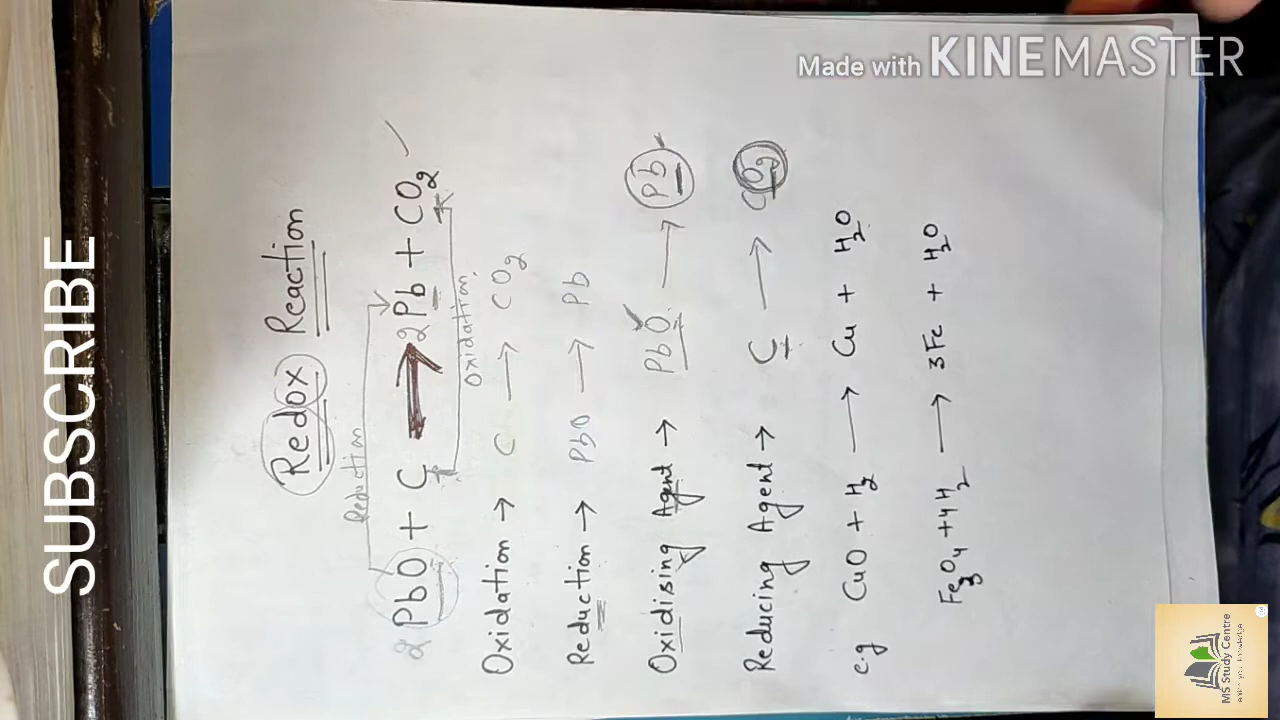 Made with KINEMASTER
SUBSCRIBE
Redox Reaction
Reduction
2PbO + C → 2Pb + CO2
Oxidation
Oxidation → C → CO2
Reduction → PbO → Pb
Oxidising Agent → PbO → Pb
Reducing Agent → C → CO2
e.g CuO + H2 → Cu + H2O
Fe3O4 + 4H2 → 3Fe + H2O
MS Study Centre